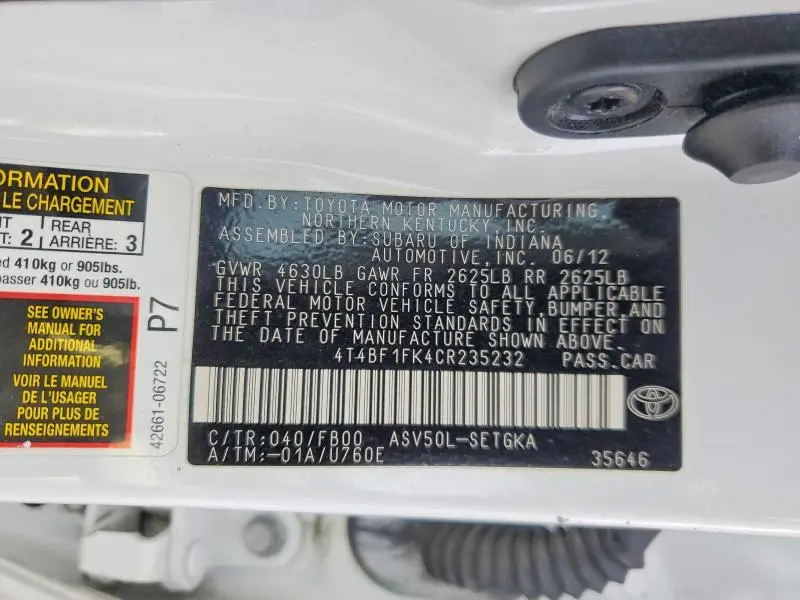 ORMATION
LE CHARGEMENT
NT 2 REAR
T: ARRIÈRE: 3
d 410kg or 905lbs.
passer 410kg ou 905lb.
SEE OWNER'S
MANUAL FOR
ADDITIONAL
INFORMATION
VOIR LE MANUEL
DE L'USAGER
POUR PLUS DE
RENSEIGNEMENTS
P7
42661-06722
MFD.BY:TOYOTA MOTOR MANUFACTURING,
NORTHERN KENTUCKY,INC.
ASSEMBLED BY:SUBARU OF INDIANA
AUTOMOTIVE,INC. 06/12
GVWR 4630LB GAWR FR 2625LB RR 2625LB
THIS VEHICLE CONFORMS TO ALL APPLICABLE
FEDERAL MOTOR VEHICLE SAFETY,BUMPER,AND
THEFT PREVENTION STANDARDS IN EFFECT ON
THE DATE OF MANUFACTURE SHOWN ABOVE.
4T4BF1FK4CR235232 PASS.CAR
C/TR:040/FB00 ASV50L-SETGKA
A/TM:-01A/U760E 35646